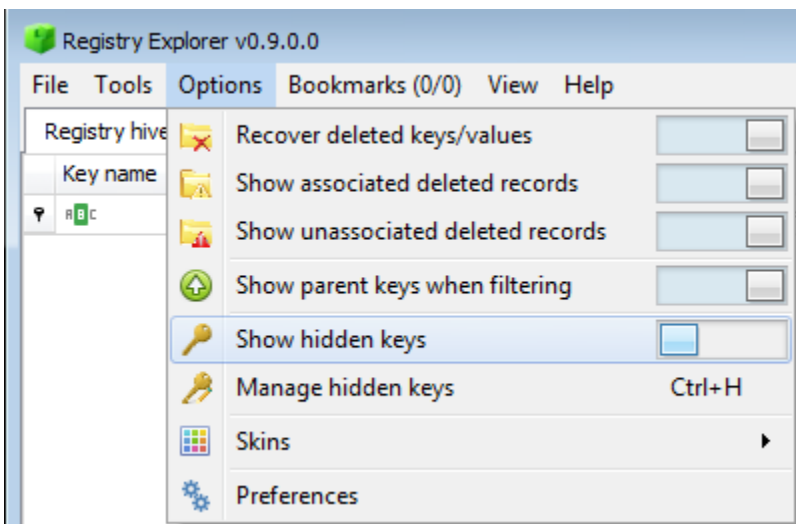 Registry Explorer v0.9.0.0
File Tools Options Bookmarks (0/0) View Help
Registry hive
Recover deleted keys/values
Key name
Show associated deleted records
ABC
Show unassociated deleted records
Show parent keys when filtering
Show hidden keys
Manage hidden keys Ctrl+H
Skins
Preferences